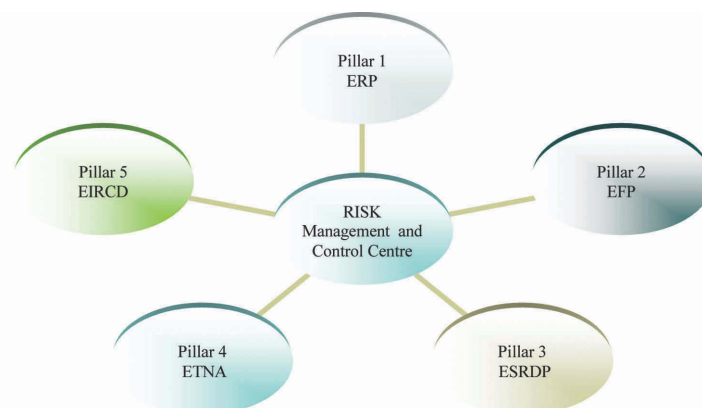 Pillar 1
ERP
Pillar 5
EIRCD
Pillar 2
EFP
RISK
Management and
Control Centre
Pillar 4
ETNA
Pillar 3
ESRDP